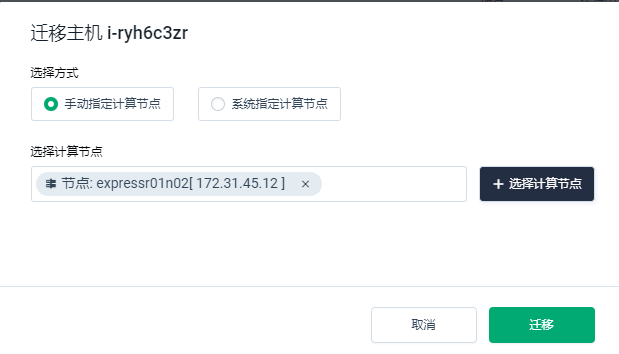 迁移主机 i-ryh6c3zr
选择方式
手动指定计算节点
系统指定计算节点
选择计算节点
节点: expressr01n02[ 172.31.45.12 ] ×
+ 选择计算节点
取消
迁移